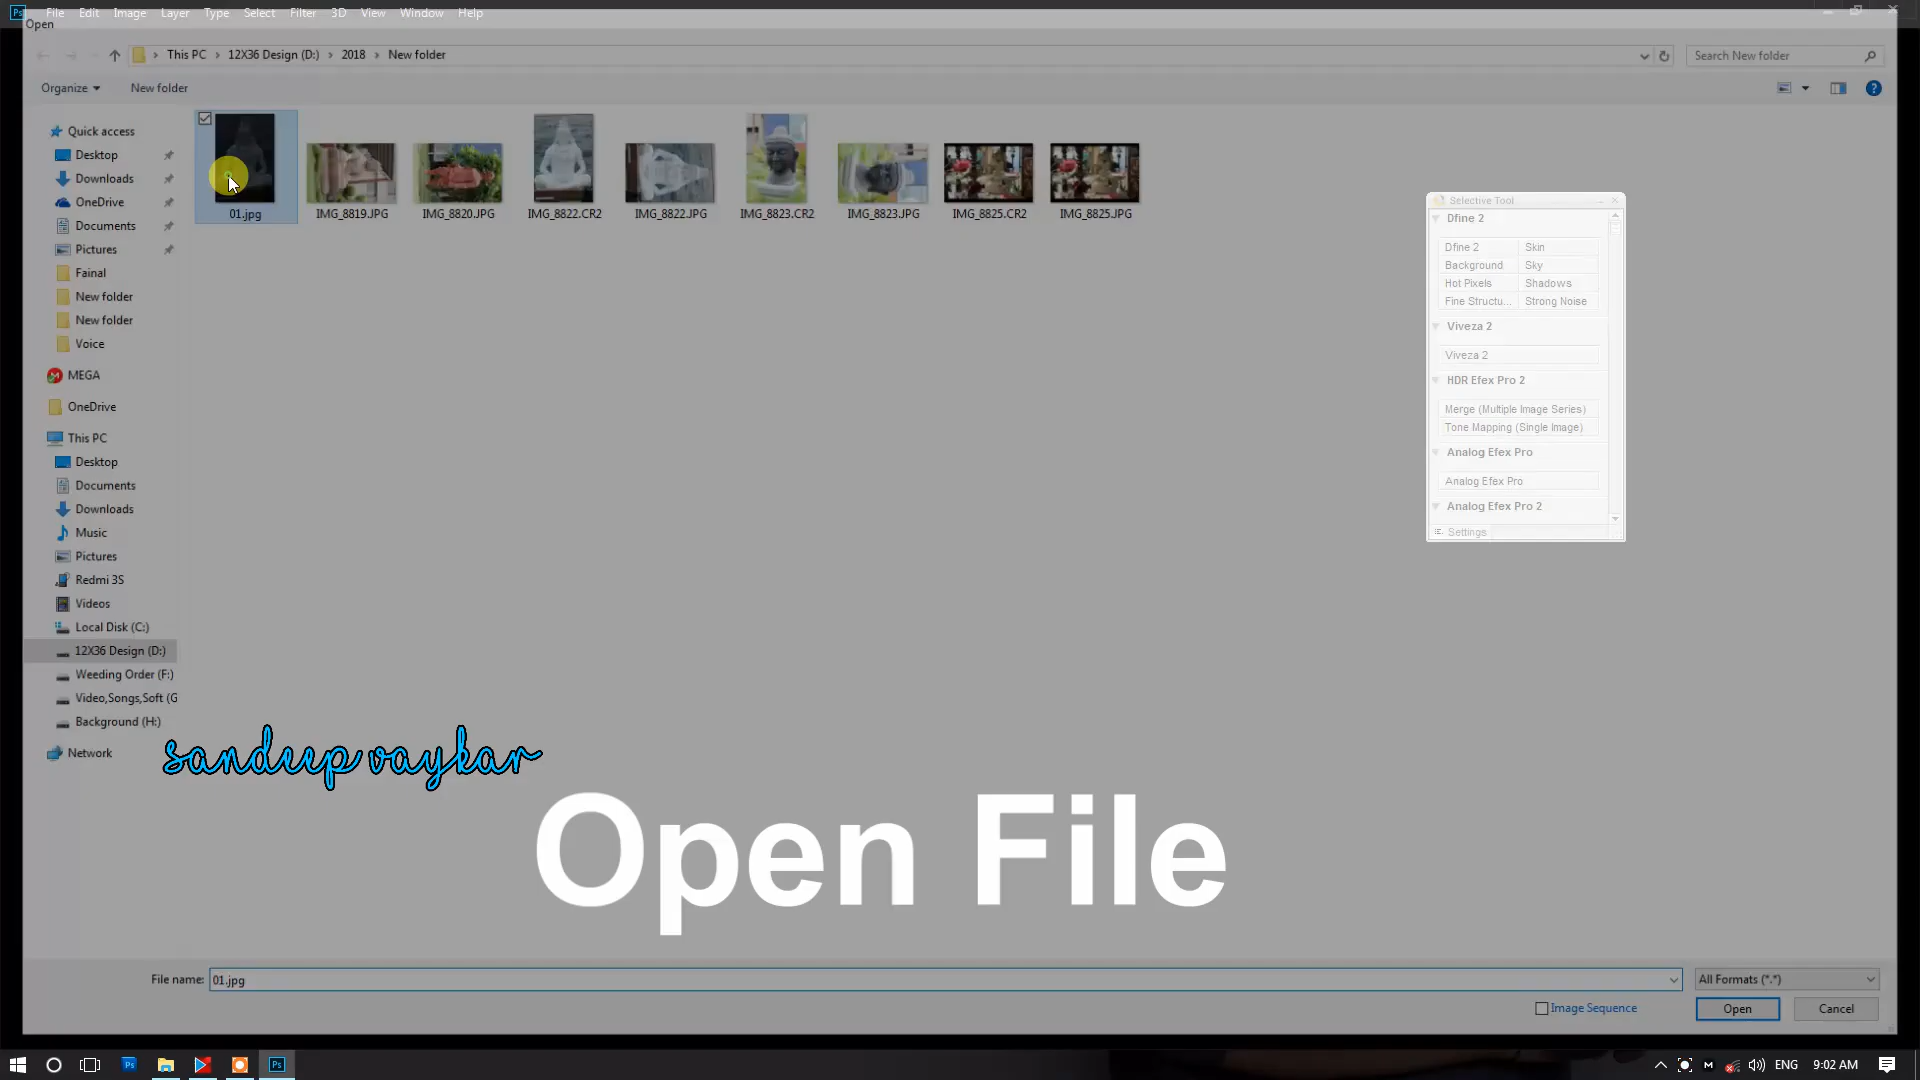 Ps File Edit Image Layer Type Select Filter 3D View Window Help
Open
This PC 12X36 Design (D:) 2018 New folder
Search New folder
Organize New folder
Quick access
Desktop
Downloads
OneDrive
Documents
Pictures
Fainal
New folder
New folder
Voice
MEGA
OneDrive
This PC
Desktop
Documents
Downloads
Music
Pictures
Redmi 3S
Videos
Local Disk (C:)
12X36 Design (D:)
Weeding Order (F:)
Video,Songs,Soft (G
Background (H:)
Network
01.jpg IMG_8819.JPG IMG_8820.JPG IMG_8822.CR2 IMG_8822.JPG IMG_8823.CR2 IMG_8823.JPG IMG_8825.CR2 IMG_8825.JPG
Selective Tool
Dfine 2
Dfine 2 Skin
Background Sky
Hot Pixels Shadows
Fine Structu... Strong Noise
Viveza 2
Viveza 2
HDR Efex Pro 2
Merge (Multiple Image Series)
Tone Mapping (Single Image)
Analog Efex Pro
Analog Efex Pro
Analog Efex Pro 2
Settings
sandeep vaykar
Open File
File name: 01.jpg
All Formats (*.*)
Image Sequence
Open Cancel
Ps Ps M ENG 9:02 AM